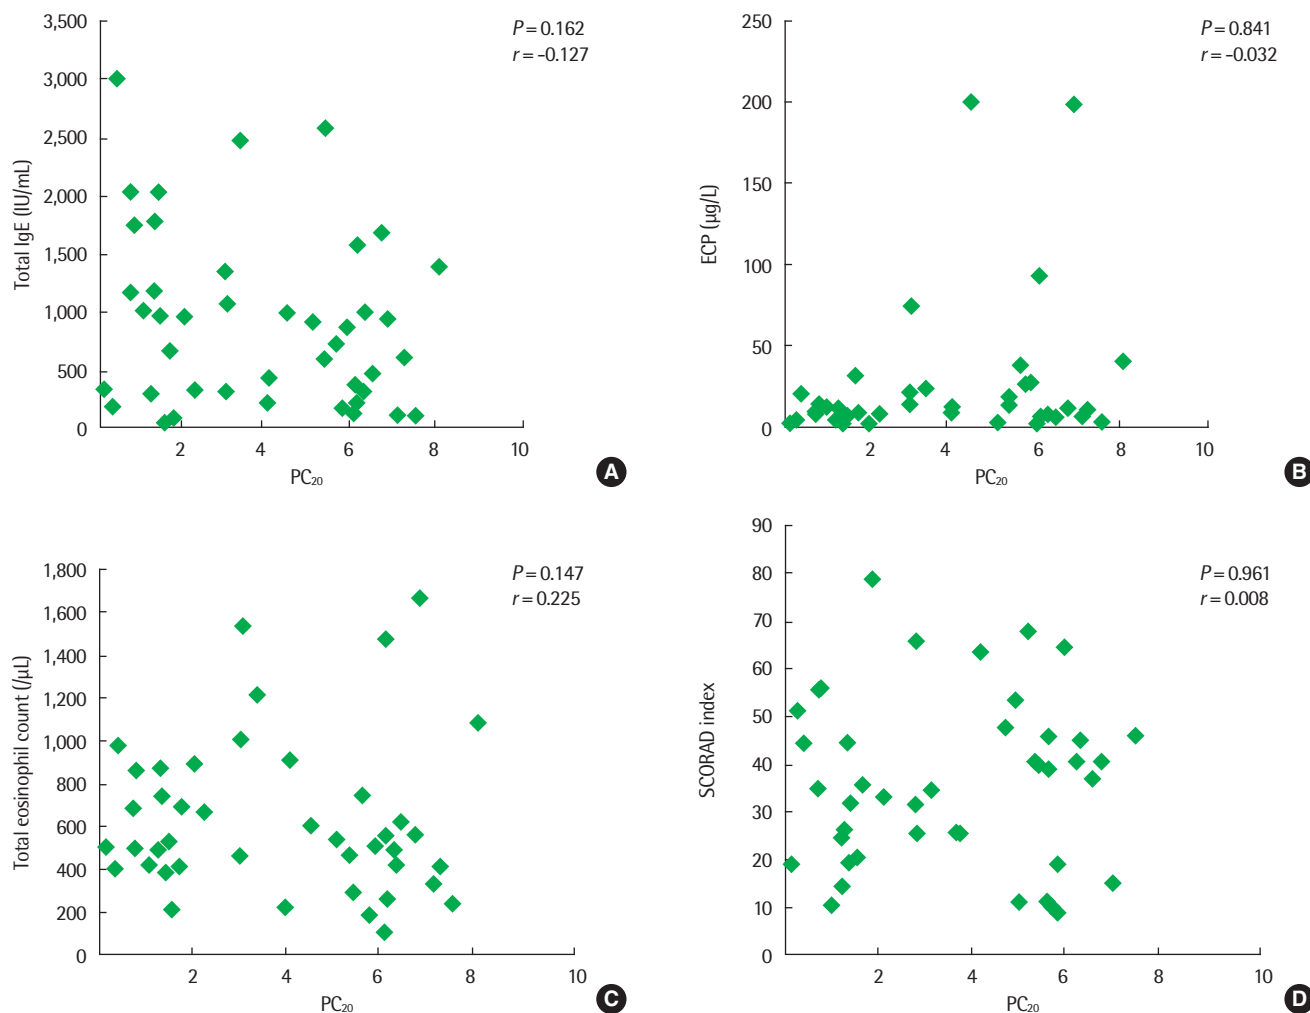 P = 0.162
r = –0.127
3,500
3,000
2,500
2,000
1,500
1,000
500
0
Total IgE (IU/mL)
2 4 6 8 10
PC20
A
P = 0.841
r = –0.032
250
200
150
100
50
0
ECP (µg/L)
2 4 6 8 10
PC20
B
P = 0.147
r = 0.225
1,800
1,600
1,400
1,200
1,000
800
600
400
200
0
Total eosinophil count (/µL)
2 4 6 8 10
PC20
C
P = 0.961
r = 0.008
90
80
70
60
50
40
30
20
10
0
SCORAD index
2 4 6 8 10
PC20
D